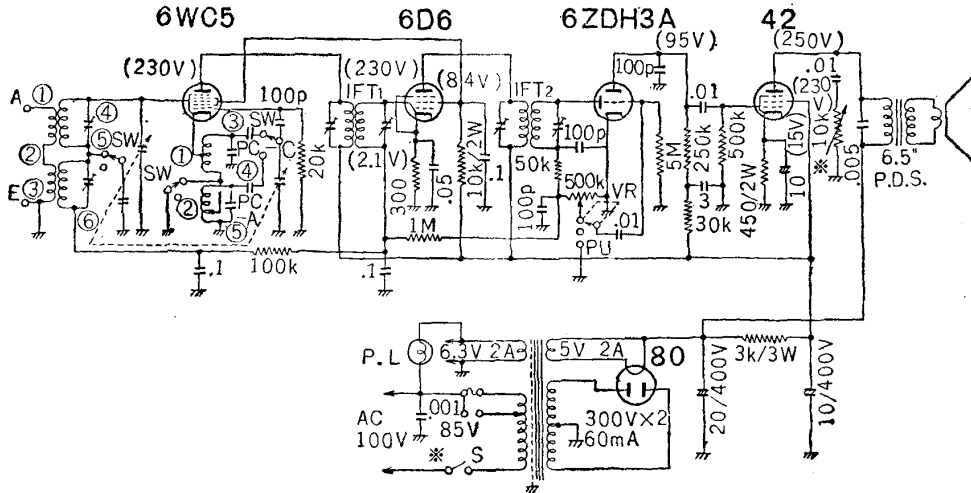 6WC5
6D6
6ZDH3A
42
(230V)
(230V)
(84V)
(95V)
(250V)
A
①
④
⑤
SW
②
E
③
⑥
SW
100p
③
SW
PC
C
①
④
②
PC
A
⑤
20k
.1
100k
IFT₁
(2.1V)
300
.05
10k/2W
.1
1M
.1
IFT₂
100p
50k
100p
500k
VR
.01
PU
100p
.01
5M
250k
500k
.3
30k
450/2W
(15V)
10
.01
(230V)
10k
※
.005
6.5"
P.D.S.
P.L
6.3V 2A
5V 2A
80
AC
100V
.001
85V
※
S
300V×2
60mA
3k/3W
20/400V
10/400V